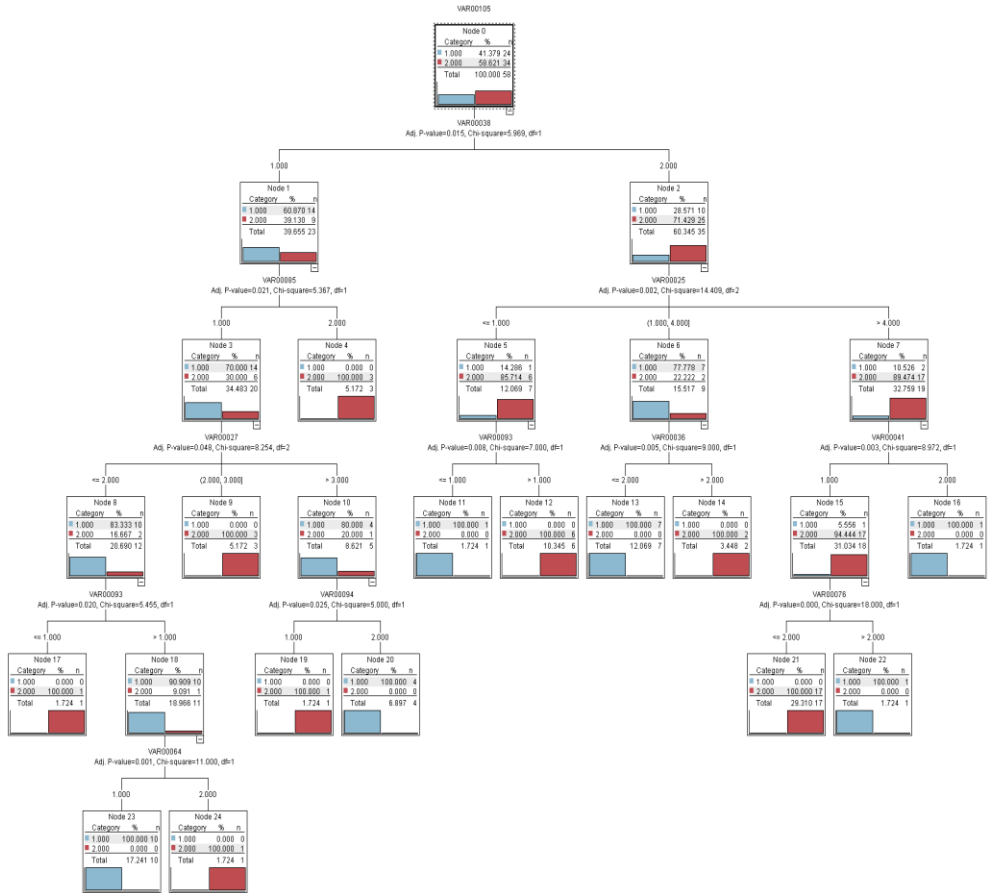 VAR00105
Node 0
Category % n
1.000 41.379 24
2.000 58.621 34
Total 100.000 58
VAR00038
Adj. P-value=0.015, Chi-square=5.969, df=1
1.000
2.000
Node 1
Category % n
1.000 60.870 14
2.000 39.130 9
Total 39.655 23
Node 2
Category % n
1.000 28.571 10
2.000 71.429 25
Total 60.345 35
VAR00085
Adj. P-value=0.021, Chi-square=5.367, df=1
VAR00025
Adj. P-value=0.002, Chi-square=14.409, df=2
1.000
2.000
<= 1.000
(1.000, 4.000]
> 4.000
Node 3
Category % n
1.000 70.000 14
2.000 30.000 6
Total 34.483 20
Node 4
Category % n
1.000 0.000 0
2.000 100.000 3
Total 5.172 3
Node 5
Category % n
1.000 14.286 1
2.000 85.714 6
Total 12.069 7
Node 6
Category % n
1.000 77.778 7
2.000 22.222 2
Total 15.517 9
Node 7
Category % n
1.000 10.526 2
2.000 89.474 17
Total 32.759 19
VAR00027
Adj. P-value=0.048, Chi-square=8.254, df=2
VAR00093
Adj. P-value=0.008, Chi-square=7.000, df=1
VAR00036
Adj. P-value=0.005, Chi-square=9.000, df=1
VAR00041
Adj. P-value=0.003, Chi-square=8.972, df=1
<= 2.000
(2.000, 3.000]
> 3.000
<= 1.000
> 1.000
<= 2.000
> 2.000
1.000
2.000
Node 8
Category % n
1.000 83.333 10
2.000 16.667 2
Total 20.690 12
Node 9
Category % n
1.000 0.000 0
2.000 100.000 3
Total 5.172 3
Node 10
Category % n
1.000 80.000 4
2.000 20.000 1
Total 8.621 5
Node 11
Category % n
1.000 100.000 1
2.000 0.000 0
Total 1.724 1
Node 12
Category % n
1.000 0.000 0
2.000 100.000 6
Total 10.345 6
Node 13
Category % n
1.000 100.000 7
2.000 0.000 0
Total 12.069 7
Node 14
Category % n
1.000 0.000 0
2.000 100.000 2
Total 3.448 2
Node 15
Category % n
1.000 5.556 1
2.000 94.444 17
Total 31.034 18
Node 16
Category % n
1.000 100.000 1
2.000 0.000 0
Total 1.724 1
VAR00093
Adj. P-value=0.020, Chi-square=5.455, df=1
VAR00094
Adj. P-value=0.025, Chi-square=5.000, df=1
VAR00076
Adj. P-value=0.000, Chi-square=18.000, df=1
<= 1.000
> 1.000
1.000
2.000
<= 2.000
> 2.000
Node 17
Category % n
1.000 0.000 0
2.000 100.000 1
Total 1.724 1
Node 18
Category % n
1.000 90.909 10
2.000 9.091 1
Total 18.966 11
Node 19
Category % n
1.000 0.000 0
2.000 100.000 1
Total 1.724 1
Node 20
Category % n
1.000 100.000 4
2.000 0.000 0
Total 6.897 4
Node 21
Category % n
1.000 0.000 0
2.000 100.000 17
Total 29.310 17
Node 22
Category % n
1.000 100.000 1
2.000 0.000 0
Total 1.724 1
VAR00064
Adj. P-value=0.001, Chi-square=11.000, df=1
1.000
2.000
Node 23
Category % n
1.000 100.000 10
2.000 0.000 0
Total 17.241 10
Node 24
Category % n
1.000 0.000 0
2.000 100.000 1
Total 1.724 1